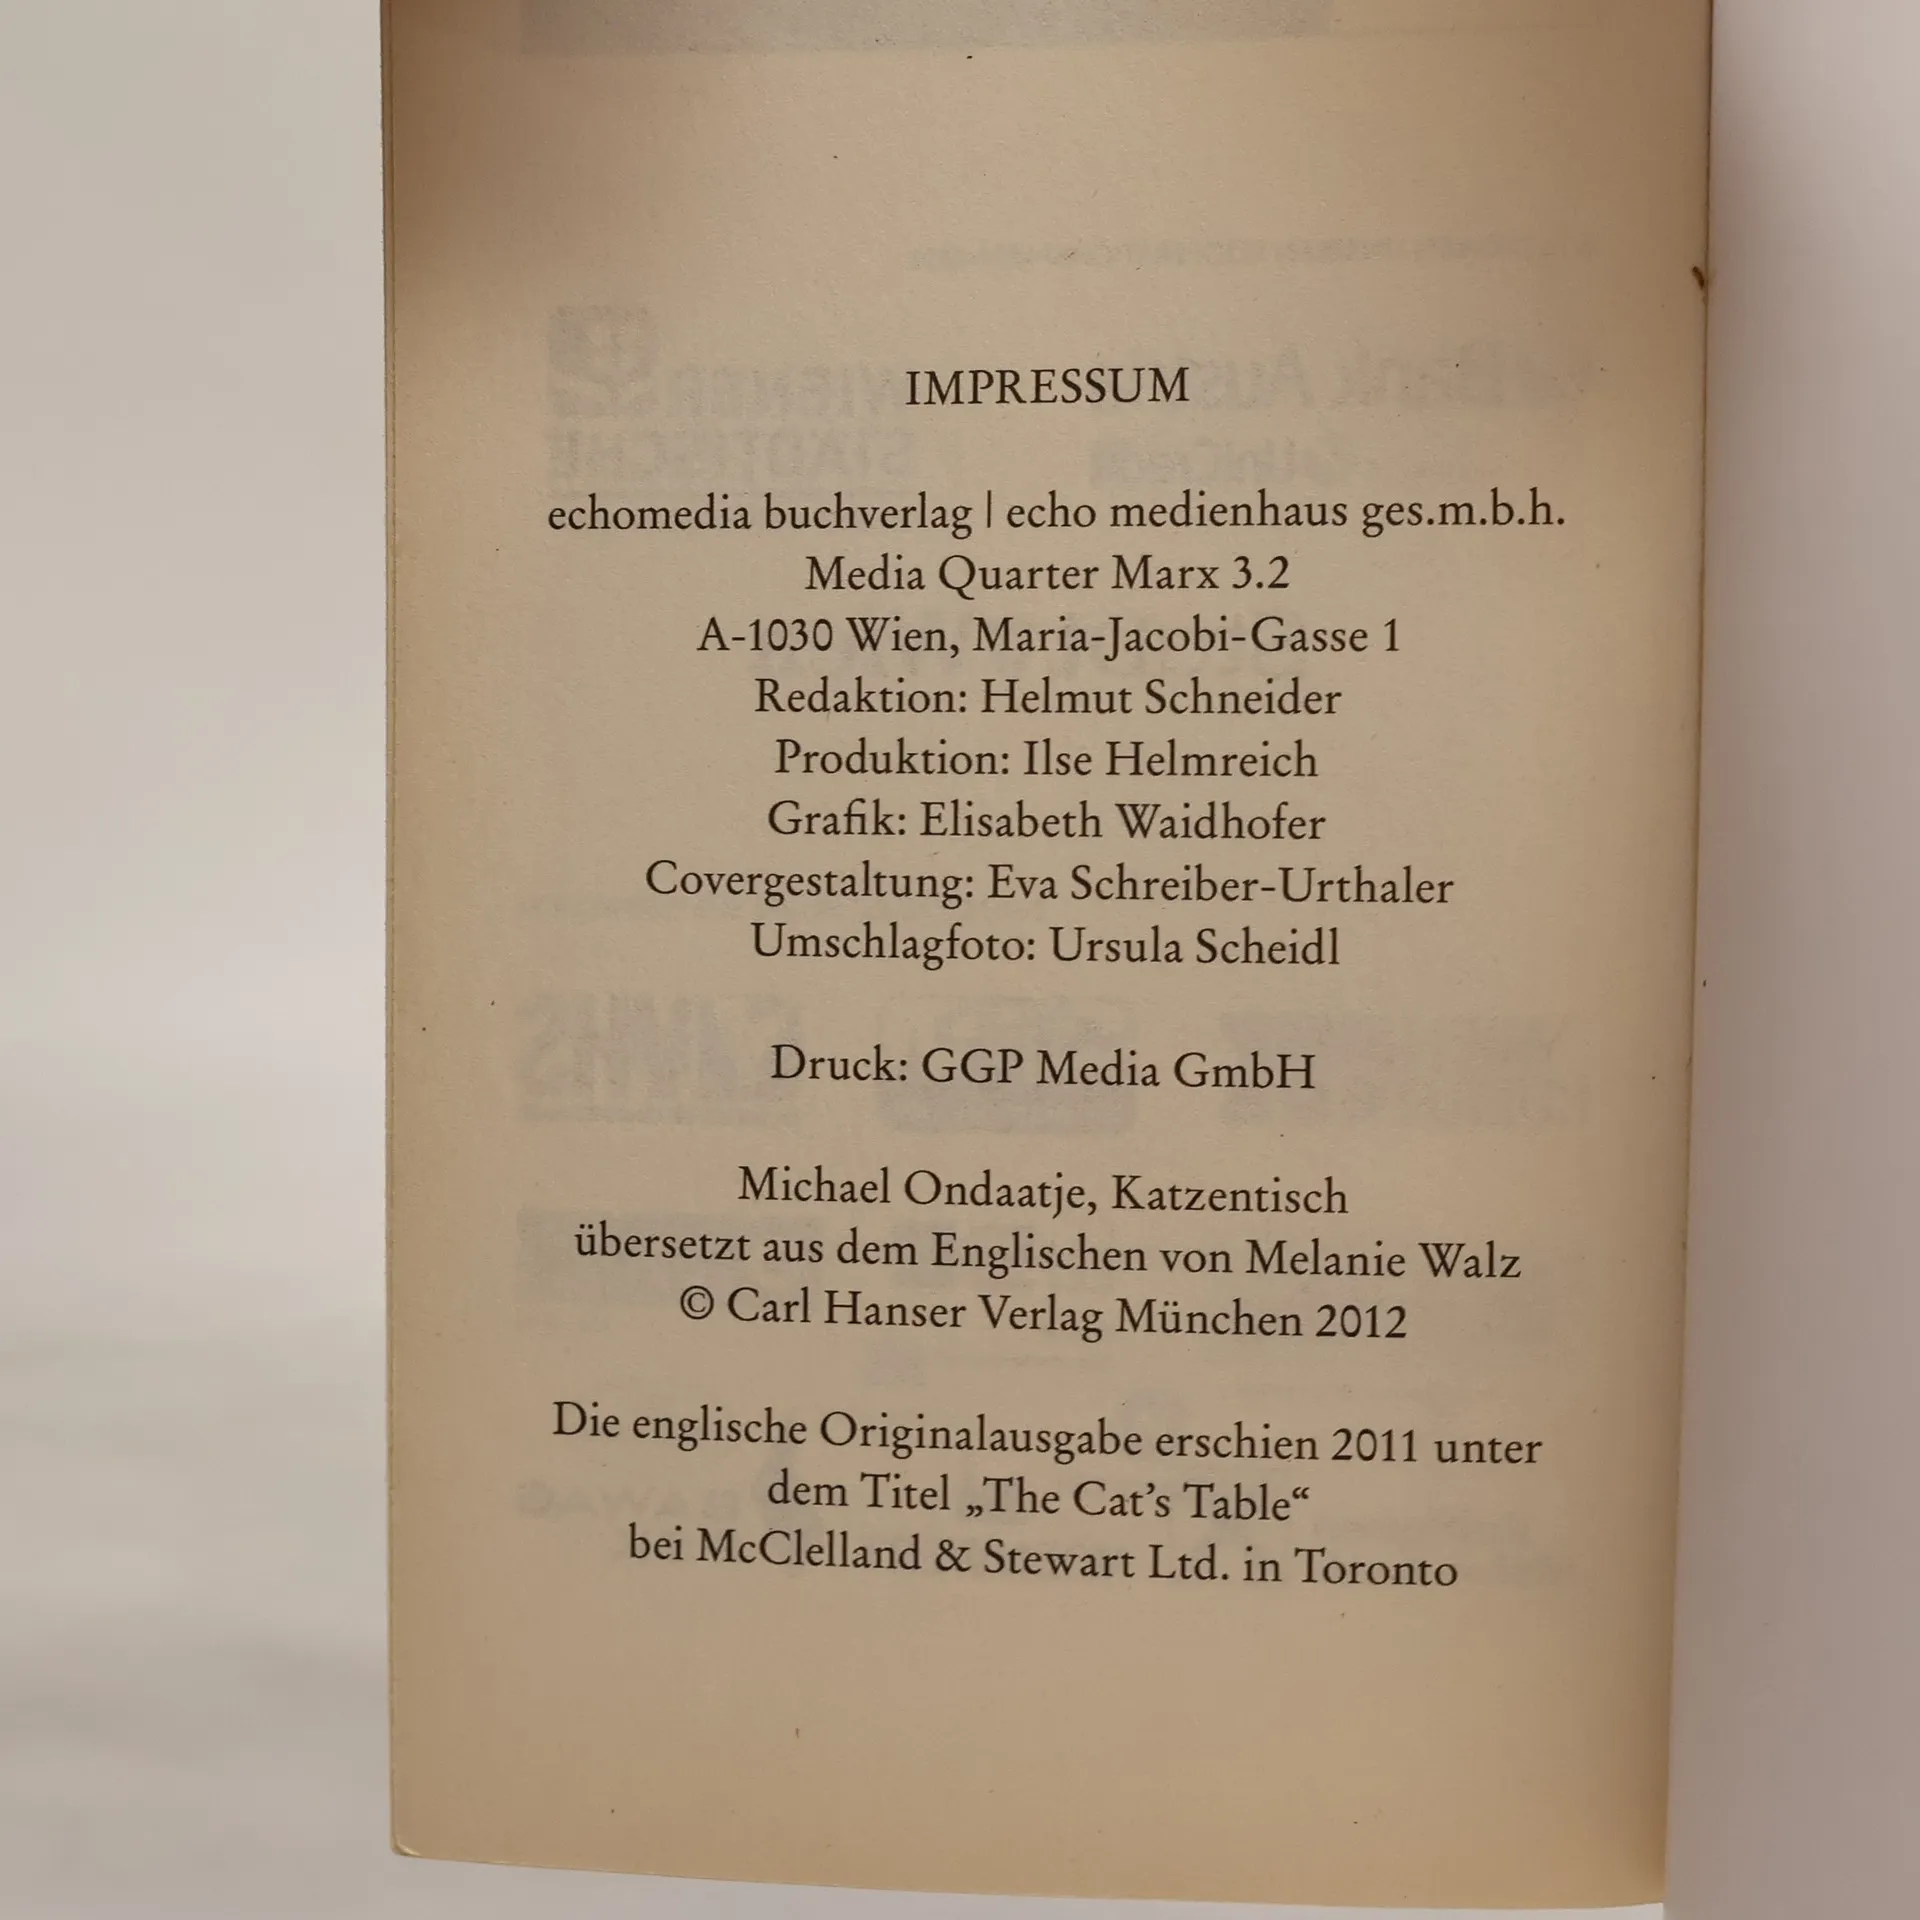 IMPRESSUM
echomedia buchverlag | echo medienhaus ges.m.b.h.
Media Quarter Marx 3.2
A-1030 Wien, Maria-Jacobi-Gasse 1
Redaktion: Helmut Schneider
Produktion: Ilse Helmreich
Grafik: Elisabeth Waidhofer
Covergestaltung: Eva Schreiber-Urthaler
Umschlagfoto: Ursula Scheidl
Druck: GGP Media GmbH
Michael Ondaatje, Katzentisch
übersetzt aus dem Englischen von Melanie Walz
© Carl Hanser Verlag München 2012
Die englische Originalausgabe erschien 2011 unter
dem Titel „The Cat’s Table“
bei McClelland & Stewart Ltd. in Toronto